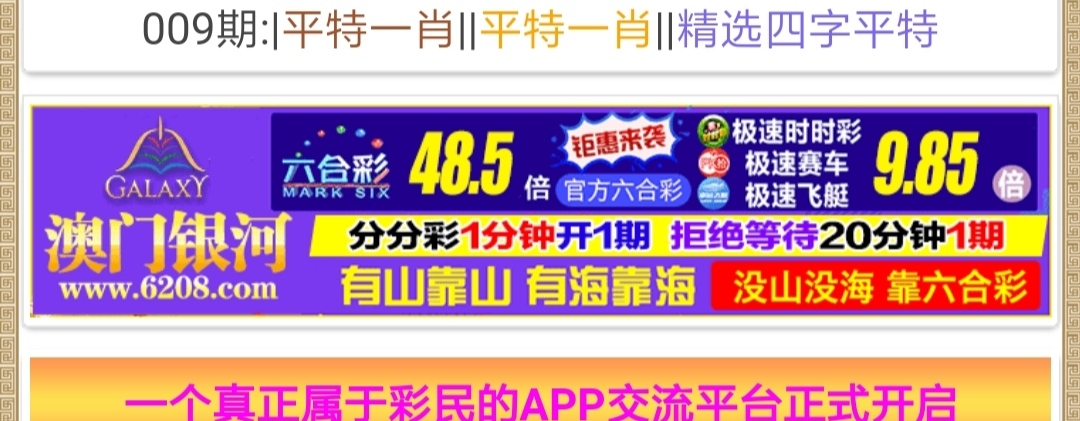 009期:|平特一肖||平特一肖||精选四字平特
GALAXY
澳门银河
www.6208.com
六合彩
MARK SIX
48.5倍
钜惠来袭
官方六合彩
极速时时彩
极速赛车
极速飞艇
9.85倍
分分彩1分钟开1期 拒绝等待20分钟1期
有山靠山 有海靠海 没山没海 靠六合彩
一个真正属于彩民的APP交流平台正式开启